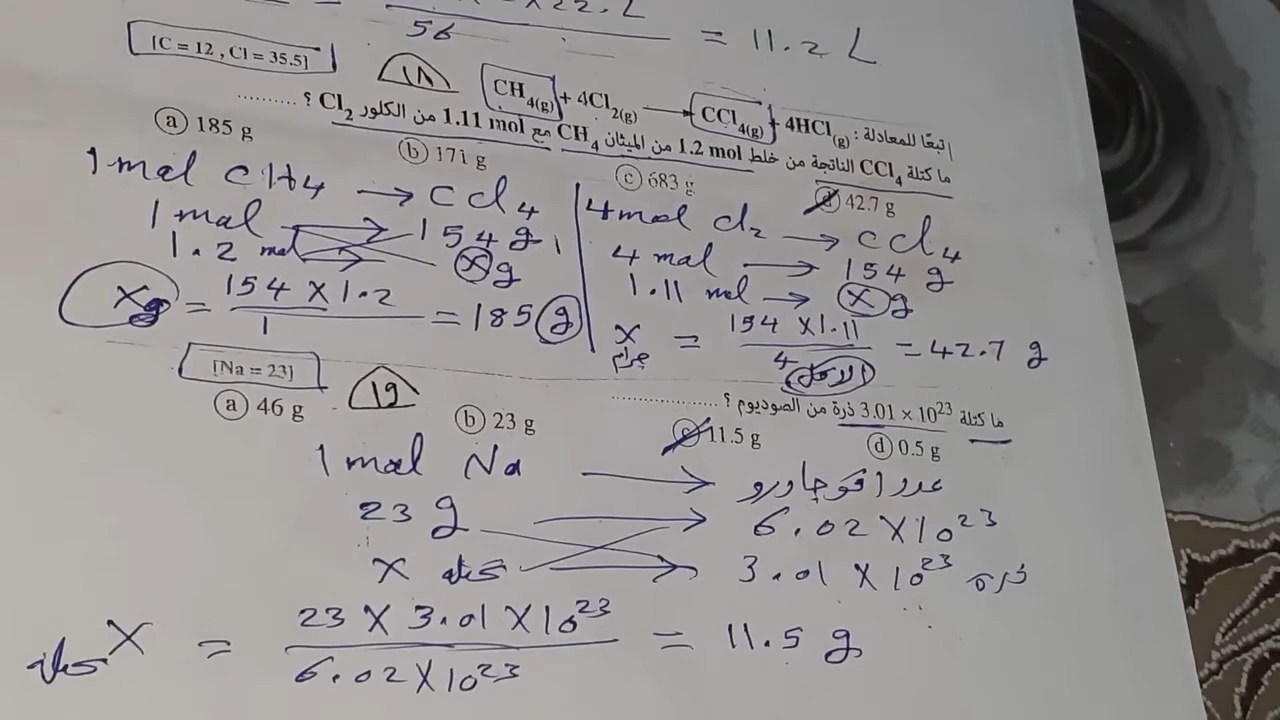 56
= 11.2 L
[C = 12 , Cl = 35.5]
١٨
اتبعًا للمعادلة : CH4(g) + 4Cl2(g) ⟶ CCl4(g) + 4HCl(g)
ما كتلة CCl4 الناتجة من خلط 1.2 mol من الميثان CH4 مع 1.11 mol من الكلور Cl2 ؟ ..........
ⓐ 185 g ⓑ 171 g ⓒ 683 g ⓓ 42.7 g
1 mol CH4 → CCl4
1 mol → 154 g
1.2 mol → x g
x g = 154 × 1.2 / 1 = 185 g
4 mol Cl2 → CCl4
4 mol → 154 g
1.11 mol → x g
x جرام = 154 × 1.11 / 4 = 42.7 g
الاقل
[Na = 23]
19
ما كتلة 3.01 × 10²³ ذرة من الصوديوم ؟ ....................
ⓐ 46 g ⓑ 23 g ⓒ 11.5 g ⓓ 0.5 g
1 mol Na → عدد افوجادرو
23 g → 6.02 × 10²³
x كتلة → 3.01 × 10²³ ذرة
كتلة X = 23 × 3.01 × 10²³ / 6.02 × 10²³ = 11.5 g